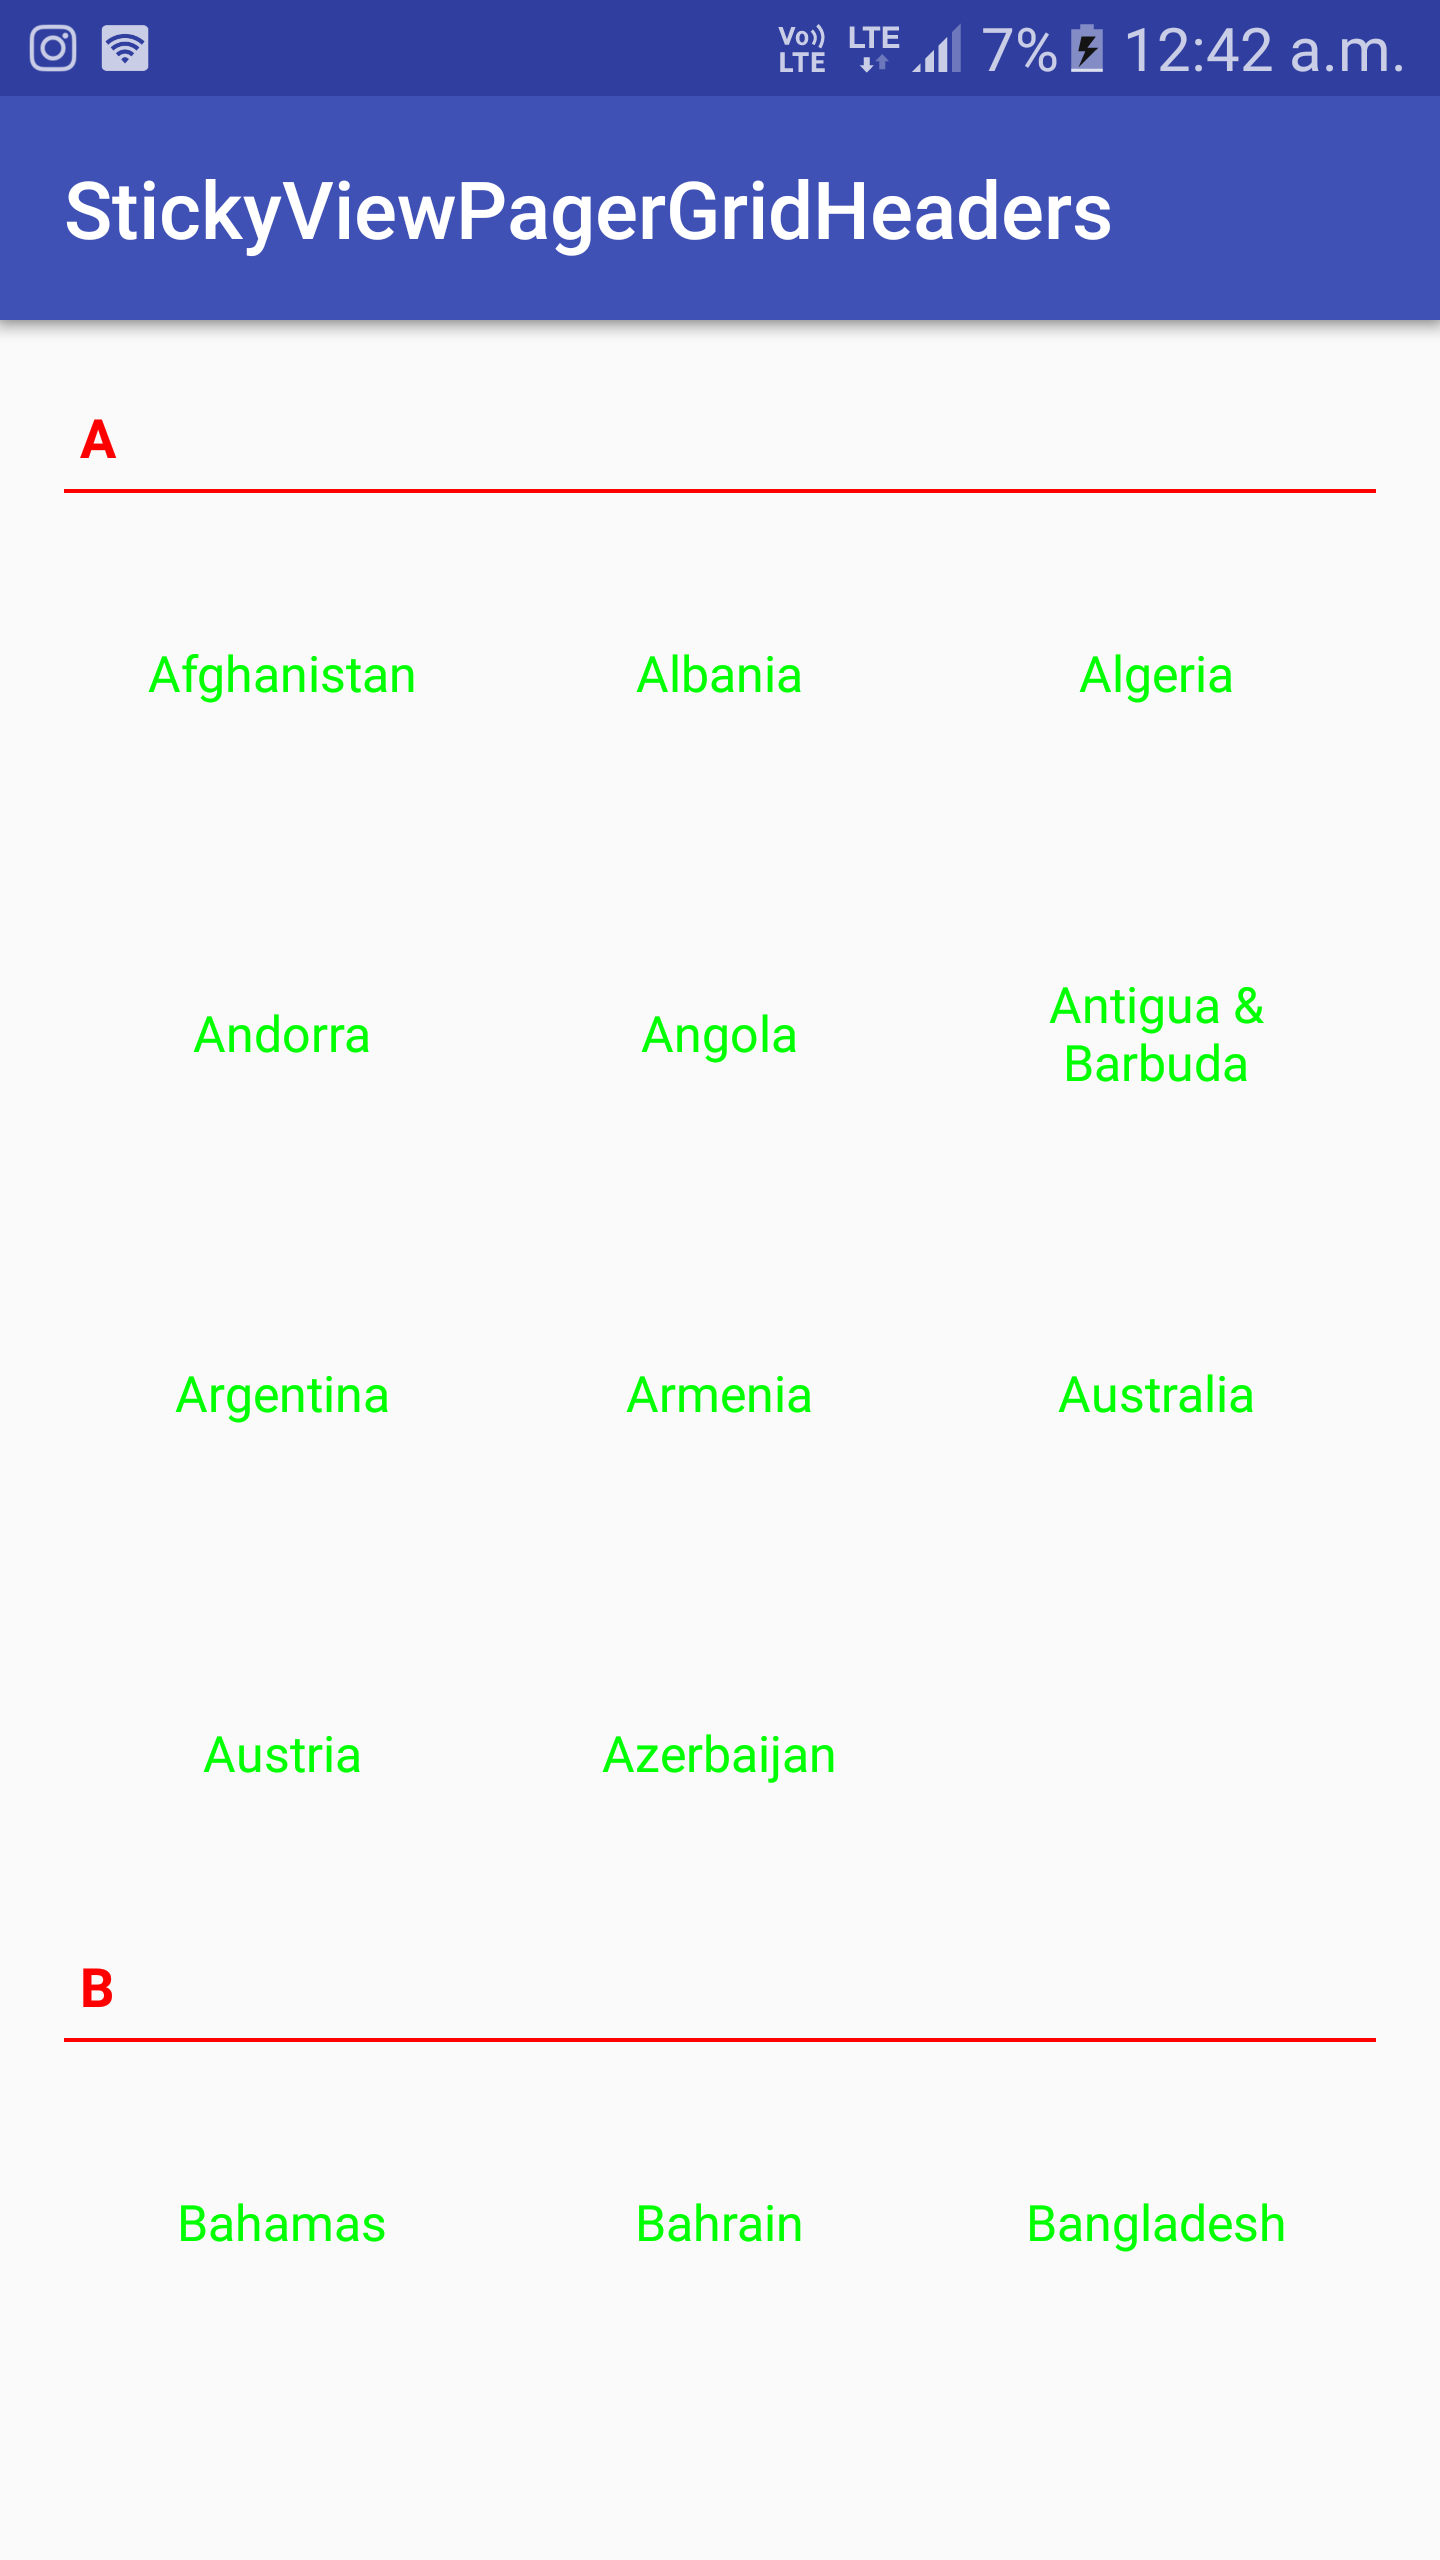 Vo)) LTE LTE 7% 12:42 a.m.
StickyViewPagerGridHeaders
A
Afghanistan Albania Algeria
Andorra Angola Antigua &
Barbuda
Argentina Armenia Australia
Austria Azerbaijan
B
Bahamas Bahrain Bangladesh